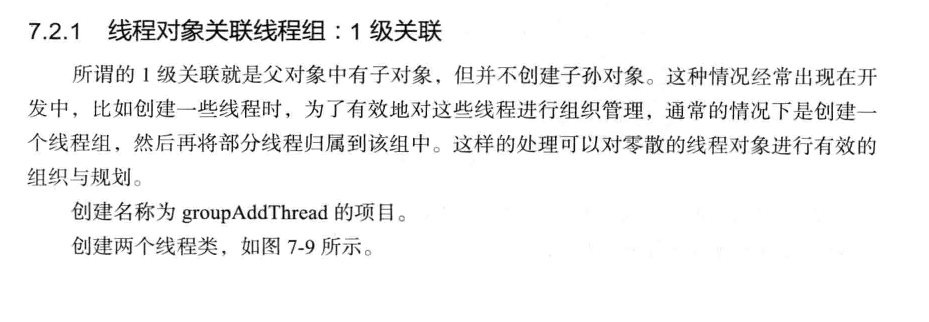 7.2.1 线程对象关联线程组：1 级关联
所谓的 1 级关联就是父对象中有子对象，但并不创建子孙对象。这种情况经常出现在开
发中，比如创建一些线程时，为了有效地对这些线程进行组织管理，通常的情况下是创建一
个线程组，然后再将部分线程归属到该组中。这样的处理可以对零散的线程对象进行有效的
组织与规划。
创建名称为 groupAddThread 的项目。
创建两个线程类，如图 7-9 所示。